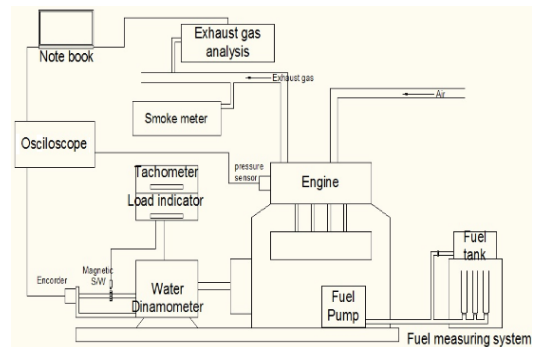 Note book
Exhaust gas
analysis
Exhaust gas
Air
Smoke meter
Osciloscope
pressure
sensor
Engine
Tachometer
Load indicator
Magnetic
S/W
Encorder
Water
Dinamometer
Fuel
Pump
Fuel
tank
Fuel measuring system